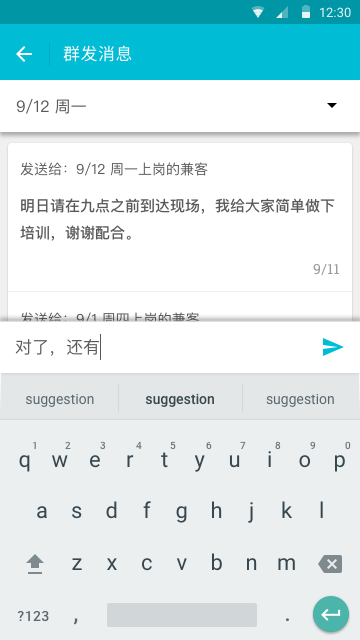 12:30
群发消息
9/12 周一
发送给：9/12 周一上岗的兼客
明日请在九点之前到达现场，我给大家简单做下
培训，谢谢配合。
9/11
发送给：9/1 周四上岗的兼客
对了，还有
suggestion suggestion suggestion
1 2 3 4 5 6 7 8 9 0
q w e r t y u i o p
a s d f g h j k l
z x c v b n m
?123 , .